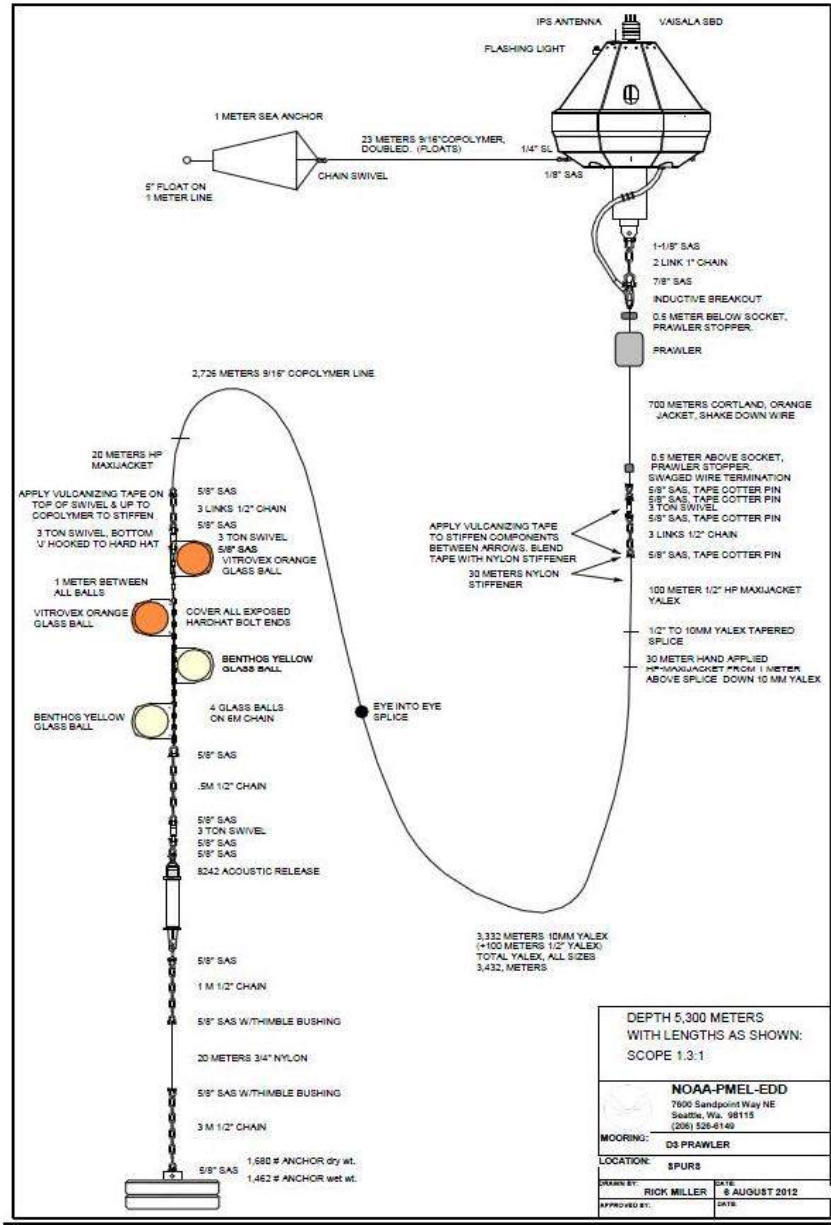 IPS ANTENNA
VAISALA SBD
FLASHING LIGHT
1 METER SEA ANCHOR
23 METERS 9/16"COPOLYMER,
DOUBLED. (FLOATS)
1/4" SL
CHAIN SWIVEL
1/8" SAS
5" FLOAT ON
1 METER LINE
1-1/8" SAS
2 LINK 1" CHAIN
7/8" SAS
INDUCTIVE BREAKOUT
0.5 METER BELOW SOCKET,
PRAWLER STOPPER.
PRAWLER
700 METERS CORTLAND, ORANGE
JACKET, SHAKE DOWN WIRE
0.5 METER ABOVE SOCKET,
PRAWLER STOPPER.
SWAGED WIRE TERMINATION
5/8" SAS, TAPE COTTER PIN
5/8" SAS, TAPE COTTER PIN
3 TON SWIVEL
5/8" SAS, TAPE COTTER PIN
3 LINKS 1/2" CHAIN
5/8" SAS, TAPE COTTER PIN
APPLY VULCANIZING TAPE
TO STIFFEN COMPONENTS
BETWEEN ARROWS. BLEND
TAPE WITH NYLON STIFFENER
30 METERS NYLON
STIFFENER
100 METER 1/2" HP MAXIJACKET
YALEX
1/2" TO 10MM YALEX TAPERED
SPLICE
30 METER HAND APPLIED
HP-MAXIJACKET FROM 1 METER
ABOVE SPLICE DOWN 10 MM YALEX
2,726 METERS 9/16" COPOLYMER LINE
20 METERS HP
MAXIJACKET
5/8" SAS
APPLY VULCANIZING TAPE ON
TOP OF SWIVEL & UP TO
COPOLYMER TO STIFFEN
3 LINKS 1/2" CHAIN
5/8" SAS
3 TON SWIVEL, BOTTOM
'J' HOOKED TO HARD HAT
3 TON SWIVEL
5/8" SAS
VITROVEX ORANGE
GLASS BALL
1 METER BETWEEN
ALL BALLS
VITROVEX ORANGE
GLASS BALL
COVER ALL EXPOSED
HARDHAT BOLT ENDS
BENTHOS YELLOW
GLASS BALL
BENTHOS YELLOW
GLASS BALL
4 GLASS BALLS
ON 6M CHAIN
EYE INTO EYE
SPLICE
5/8" SAS
.5M 1/2" CHAIN
5/8" SAS
3 TON SWIVEL
5/8" SAS
5/8" SAS
8242 ACOUSTIC RELEASE
3,332 METERS 10MM YALEX
(+100 METERS 1/2" YALEX)
TOTAL YALEX, ALL SIZES
3,432, METERS
5/8" SAS
1 M 1/2" CHAIN
5/8" SAS W/THIMBLE BUSHING
20 METERS 3/4" NYLON
5/8" SAS W/THIMBLE BUSHING
3 M 1/2" CHAIN
5/8" SAS
1,680 # ANCHOR dry wt.
1,462 # ANCHOR wet wt.
DEPTH 5,300 METERS
WITH LENGTHS AS SHOWN:
SCOPE 1.3:1
NOAA-PMEL-EDD
7600 Sandpoint Way NE
Seattle, Wa. 98115
(206) 526-6149
MOORING: D3 PRAWLER
LOCATION: SPURS
DRAWN BY: RICK MILLER
DATE: 6 AUGUST 2012
APPROVED BY:
DATE: